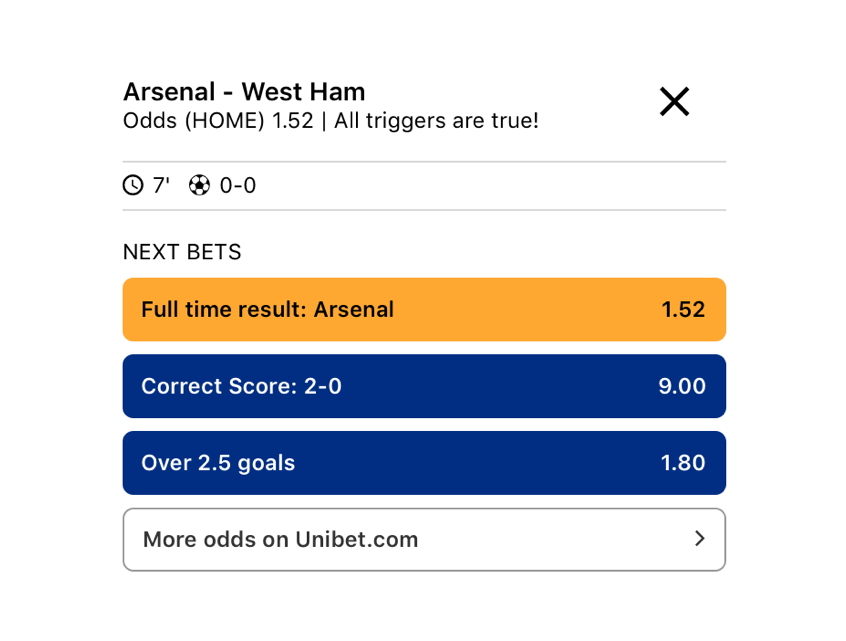 Arsenal - West Ham
Odds (HOME) 1.52 | All triggers are true!
7' 0-0
NEXT BETS
Full time result: Arsenal 1.52
Correct Score: 2-0 9.00
Over 2.5 goals 1.80
More odds on Unibet.com